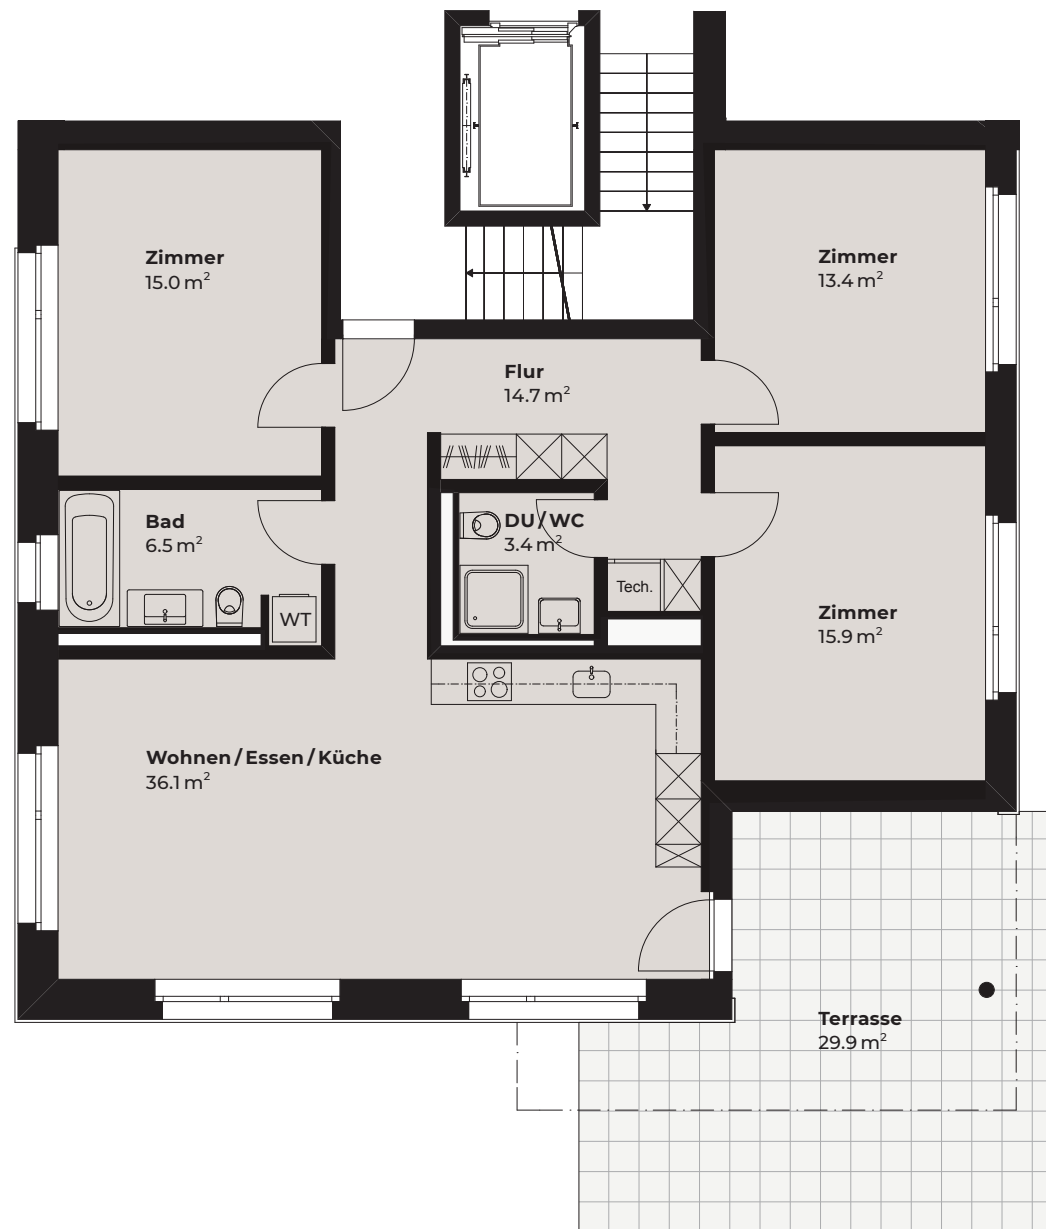 Zimmer
15.0 m²
Zimmer
13.4 m²
Flur
14.7 m²
Bad
6.5 m²
DU / WC
3.4 m²
Tech.
WT
Zimmer
15.9 m²
Wohnen / Essen / Küche
36.1 m²
Terrasse
29.9 m²